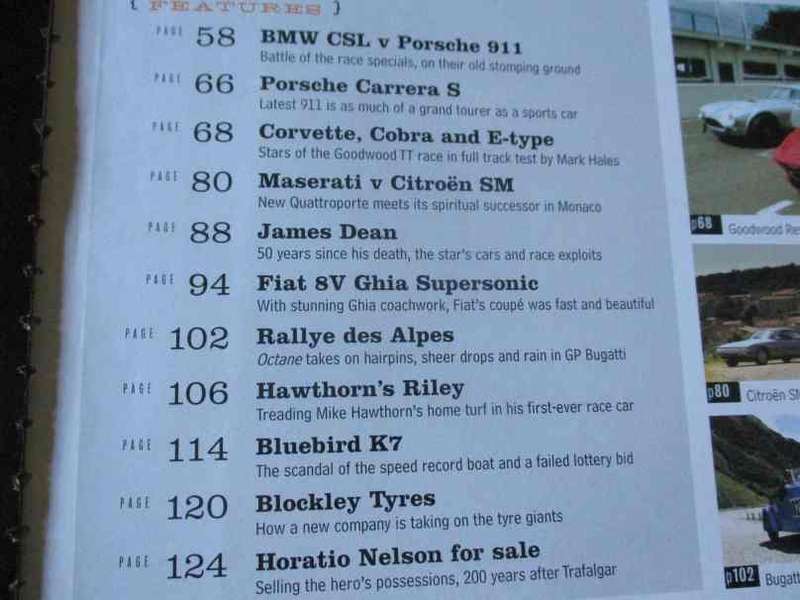 { FEATURES }
PAGE 58 BMW CSL v Porsche 911
Battle of the race specials, on their old stomping ground
PAGE 66 Porsche Carrera S
Latest 911 is as much of a grand tourer as a sports car
PAGE 68 Corvette, Cobra and E-type
Stars of the Goodwood TT race in full track test by Mark Hales
PAGE 80 Maserati v Citroën SM
New Quattroporte meets its spiritual successor in Monaco
PAGE 88 James Dean
50 years since his death, the star's cars and race exploits
PAGE 94 Fiat 8V Ghia Supersonic
With stunning Ghia coachwork, Fiat's coupé was fast and beautiful
PAGE 102 Rallye des Alpes
Octane takes on hairpins, sheer drops and rain in GP Bugatti
PAGE 106 Hawthorn's Riley
Treading Mike Hawthorn's home turf in his first-ever race car
PAGE 114 Bluebird K7
The scandal of the speed record boat and a failed lottery bid
PAGE 120 Blockley Tyres
How a new company is taking on the tyre giants
PAGE 124 Horatio Nelson for sale
Selling the hero's possessions, 200 years after Trafalgar
p68 Goodwood Re
p80 Citroën SM
p102 Bugatt